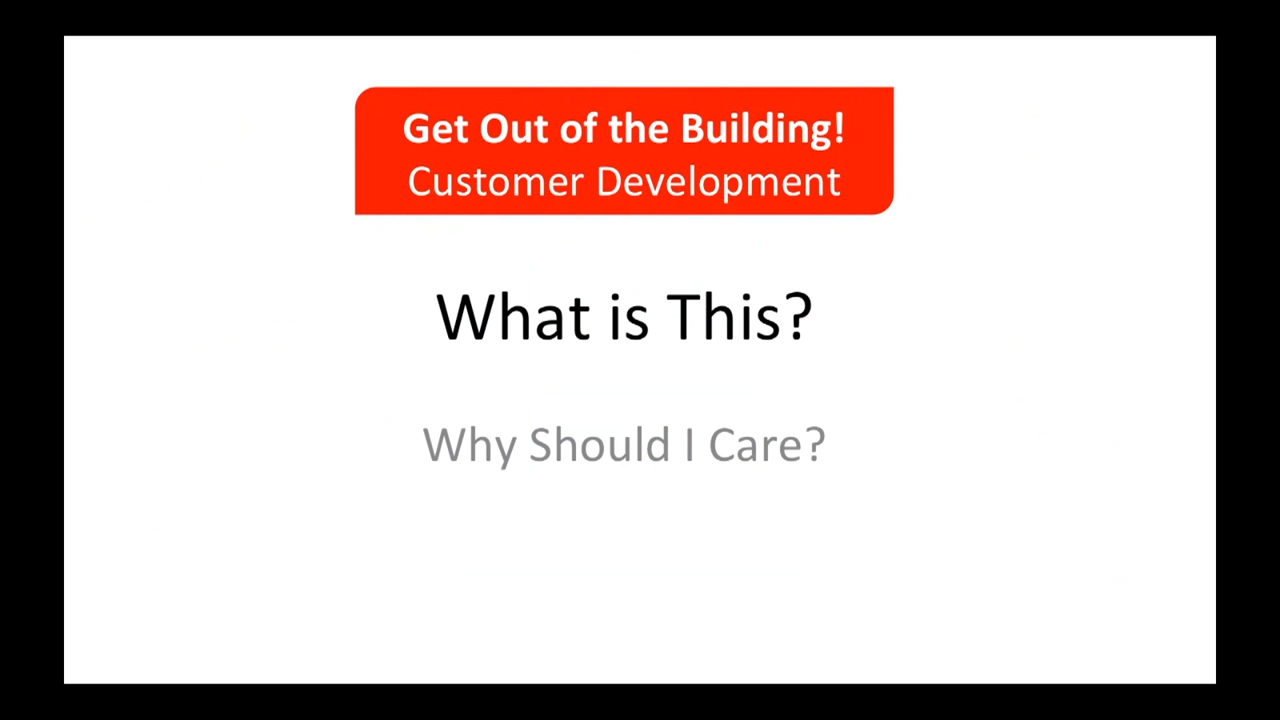 Get Out of the Building!
Customer Development
What is This?
Why Should I Care?